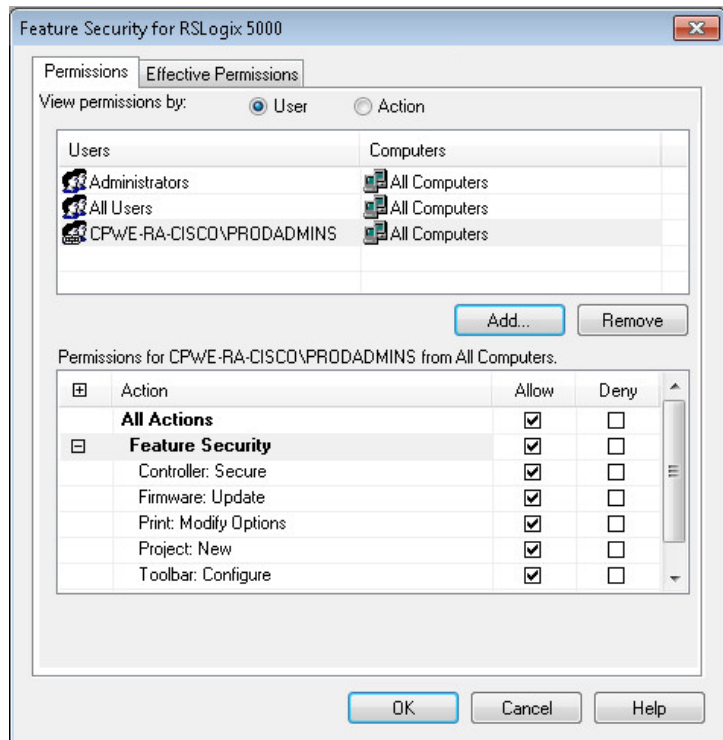 Feature Security for RSLogix 5000
Permissions Effective Permissions
View permissions by: User Action
Users Computers
Administrators All Computers
All Users All Computers
CPWE-RA-CISCO\PRODADMINS All Computers
Add... Remove
Permissions for CPWE-RA-CISCO\PRODADMINS from All Computers.
Action Allow Deny
All Actions
Feature Security
Controller: Secure
Firmware: Update
Print: Modify Options
Project: New
Toolbar: Configure
OK Cancel Help